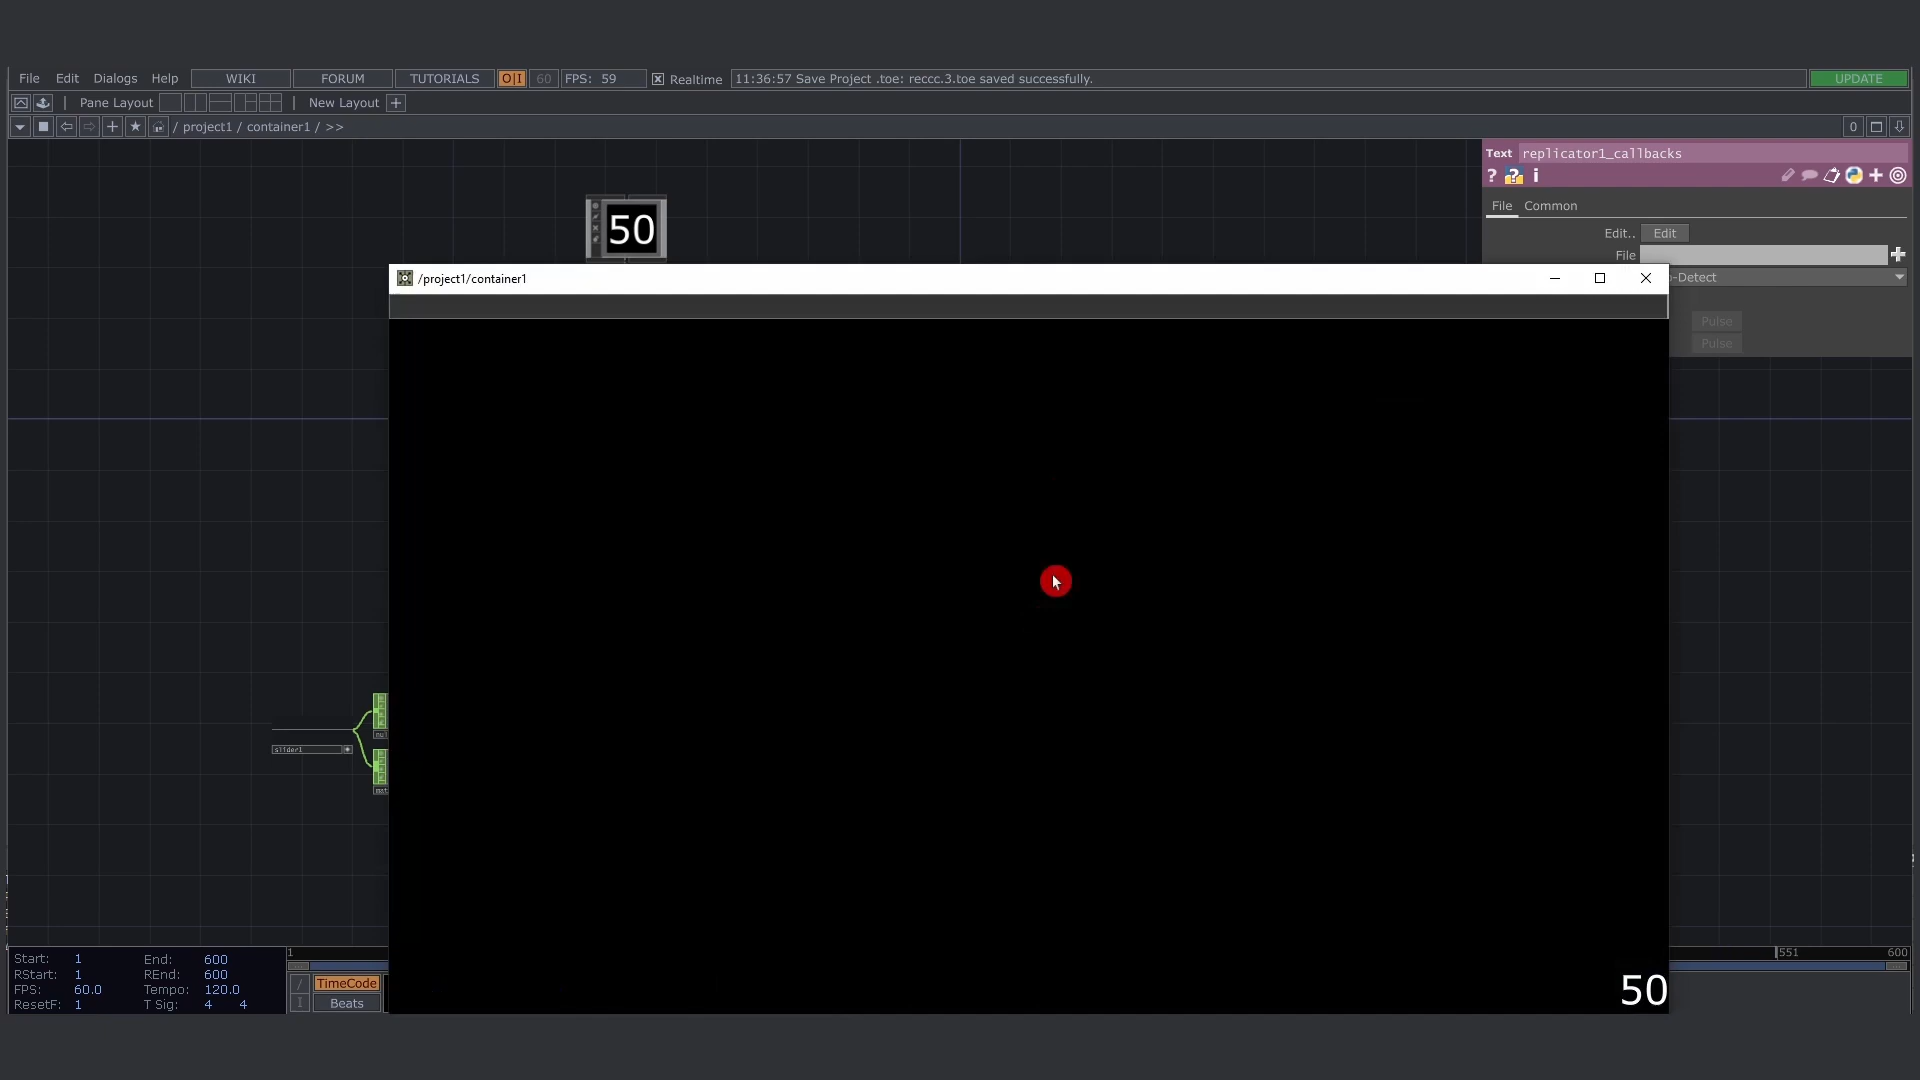 File Edit Dialogs Help WIKI FORUM TUTORIALS O|I 60 FPS: 59 Realtime 11:36:57 Save Project .toe: reccc.3.toe saved successfully. UPDATE
Pane Layout New Layout
/ project1 / container1 / >> 0
Text replicator1_callbacks
File Common
Edit.. Edit
File
-Detect
Pulse
Pulse
50
/project1/container1
slider1
Start: 1 End: 600
RStart: 1 REnd: 600
FPS: 60.0 Tempo: 120.0
ResetF: 1 T Sig: 4 4
TimeCode
Beats
1 551 600
50